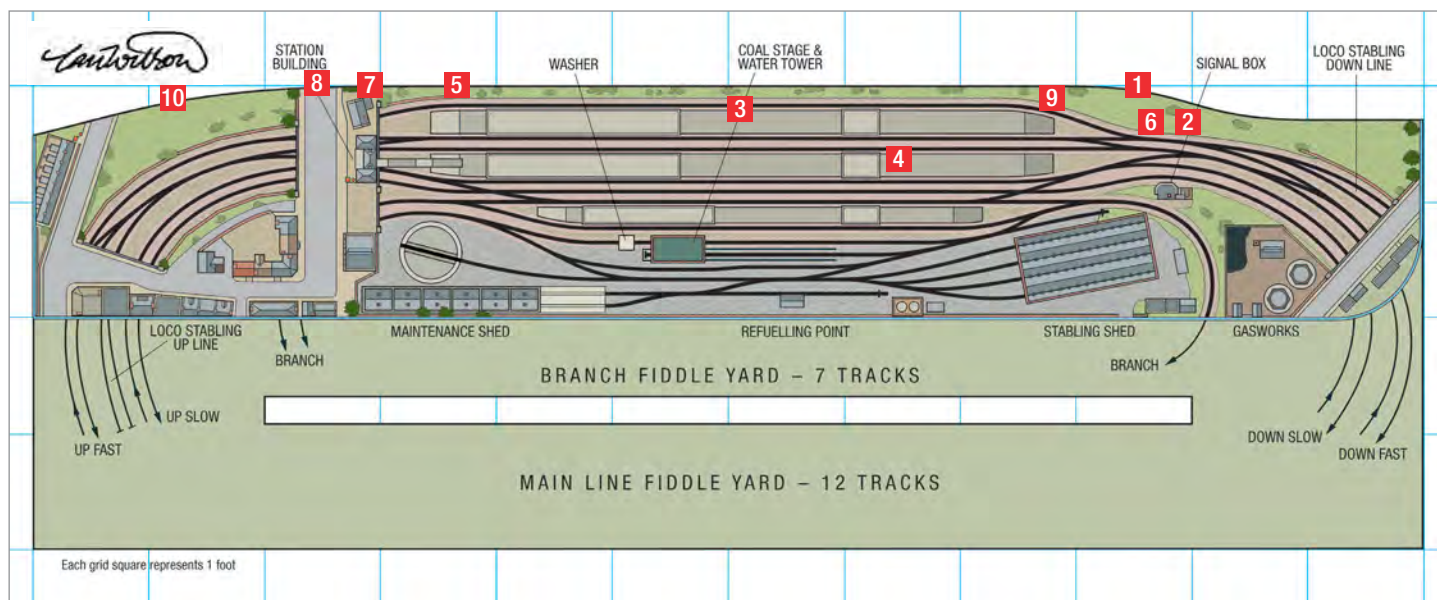 Ian Wilson
STATION
BUILDING
WASHER
COAL STAGE &
WATER TOWER
SIGNAL BOX
LOCO STABLING
DOWN LINE
10
8
7
5
3
4
9
1
6
2
LOCO STABLING
UP LINE
BRANCH
MAINTENANCE SHED
REFUELLING POINT
STABLING SHED
GASWORKS
BRANCH
UP SLOW
UP FAST
BRANCH FIDDLE YARD – 7 TRACKS
DOWN SLOW
DOWN FAST
MAIN LINE FIDDLE YARD – 12 TRACKS
Each grid square represents 1 foot